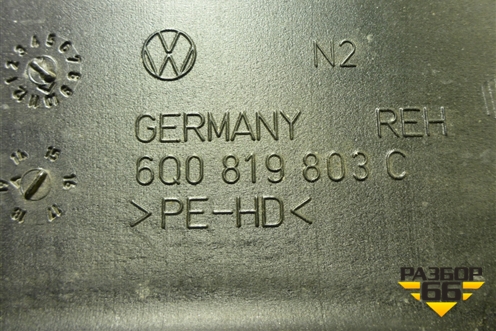 N2
GERMANY REH
6Q0 819 803 C
>PE-HD<
РАЗБОР
66